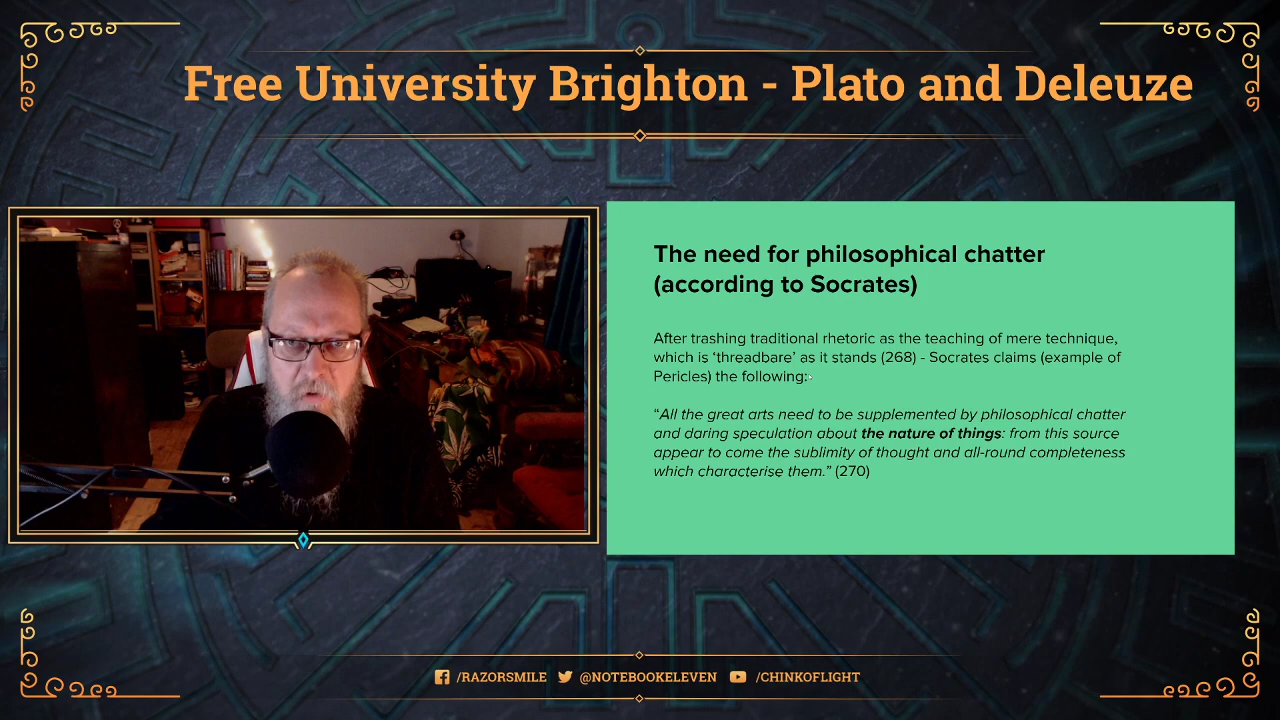 Free University Brighton - Plato and Deleuze
The need for philosophical chatter
(according to Socrates)
After trashing traditional rhetoric as the teaching of mere technique,
which is ‘threadbare’ as it stands (268) - Socrates claims (example of
Pericles) the following:
“All the great arts need to be supplemented by philosophical chatter
and daring speculation about the nature of things: from this source
appear to come the sublimity of thought and all-round completeness
which characterise them.” (270)
/RAZORSMILE @NOTEBOOKELEVEN /CHINKOFLIGHT